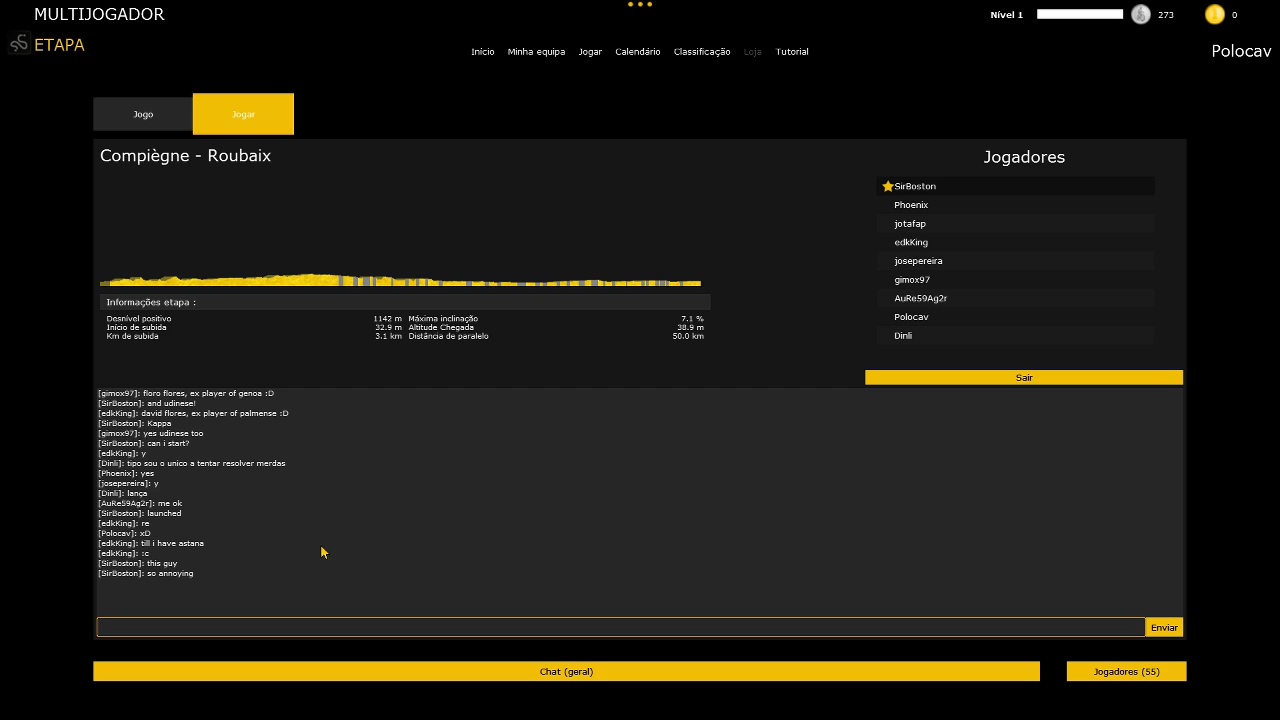 MULTIJOGADOR
Nível 1
273
0
ETAPA
Início
Minha equipa
Jogar
Calendário
Classificação
Loja
Tutorial
Polocav
Jogo
Jogar
Compiègne - Roubaix
Jogadores
SirBoston
Phoenix
jotafap
edkKing
josepereira
gimox97
AuRe59Ag2r
Polocav
Dinli
Informações etapa :
Desnível positivo 1142 m Máxima inclinação 7.1 %
Início de subida 32.9 m Altitude Chegada 38.9 m
Km de subida 3.1 km Distância de paralelo 50.0 km
Sair
[gimox97]: floro flores, ex player of genoa :D
[SirBoston]: and udinese!
[edkKing]: david flores, ex player of palmense :D
[SirBoston]: Kappa
[gimox97]: yes udinese too
[SirBoston]: can i start?
[edkKing]: y
[Dinli]: tipo sou o unico a tentar resolver merdas
[Phoenix]: yes
[josepereira]: y
[Dinli]: lança
[AuRe59Ag2r]: me ok
[SirBoston]: launched
[edkKing]: re
[Polocav]: xD
[edkKing]: till i have astana
[edkKing]: :c
[SirBoston]: this guy
[SirBoston]: so annoying
Enviar
Chat (geral)
Jogadores (55)